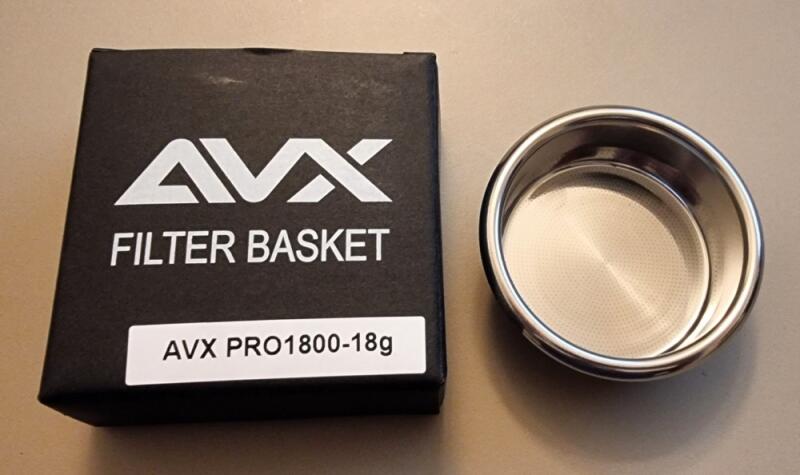 AVX
FILTER BASKET
AVX PRO1800-18g